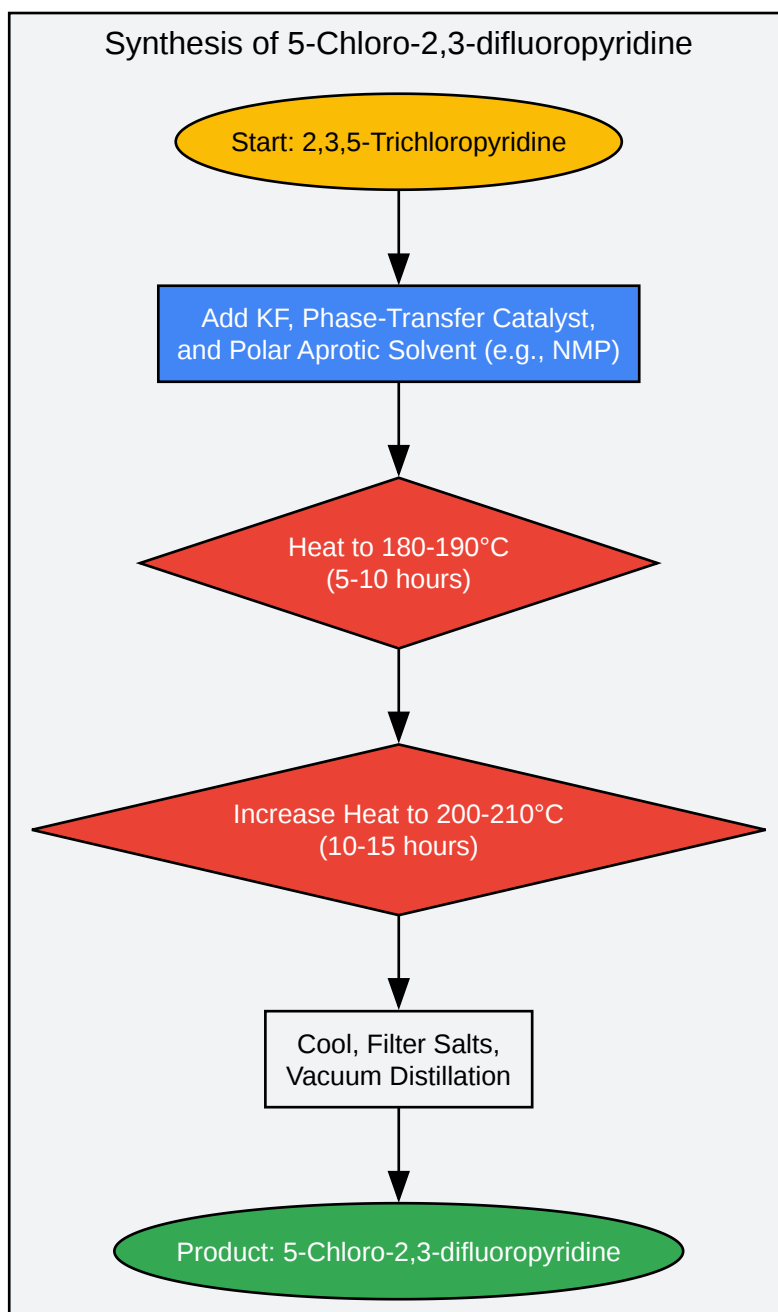 Synthesis of 5-Chloro-2,3-difluoropyridine
Start: 2,3,5-Trichloropyridine
Add KF, Phase-Transfer Catalyst,
and Polar Aprotic Solvent (e.g., NMP)
Heat to 180-190°C
(5-10 hours)
Increase Heat to 200-210°C
(10-15 hours)
Cool, Filter Salts,
Vacuum Distillation
Product: 5-Chloro-2,3-difluoropyridine